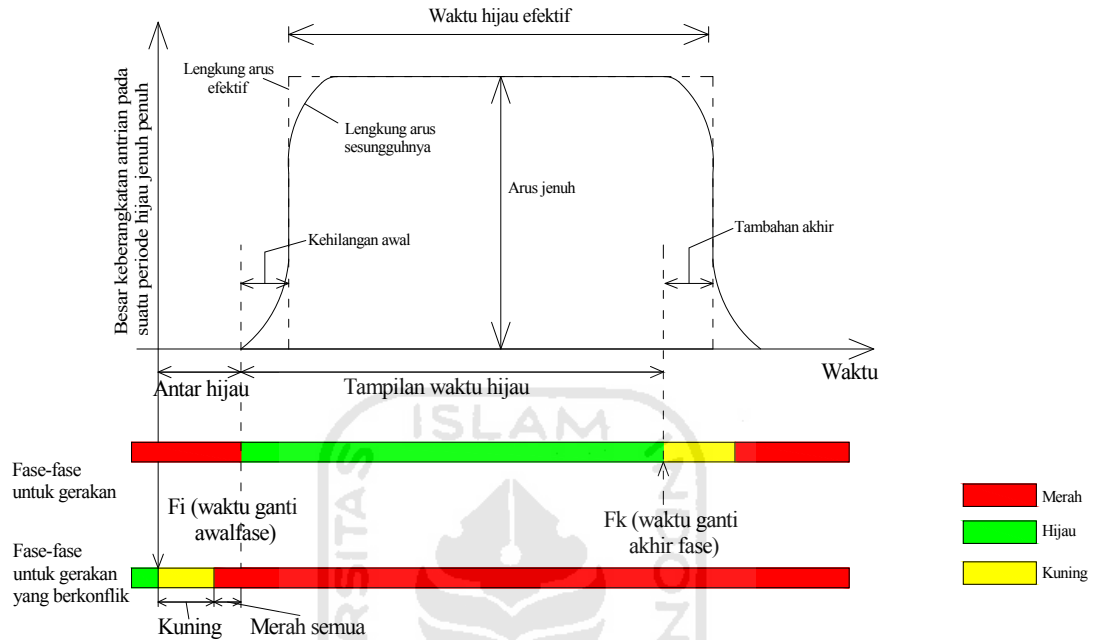 Waktu hijau efektif
Besar keberangkatan antrian pada
suatu periode hijau jenuh penuh
Lengkung arus
efektif
Lengkung arus
sesungguhnya
Arus jenuh
Kehilangan awal
Tambahan akhir
Waktu
Antar hijau
Tampilan waktu hijau
ISLAM
Fase-fase
untuk gerakan
Fi (waktu ganti
awalfase)
Fk (waktu ganti
akhir fase)
Merah
Hijau
Kuning
Fase-fase
untuk gerakan
yang berkonflik
Kuning
Merah semua